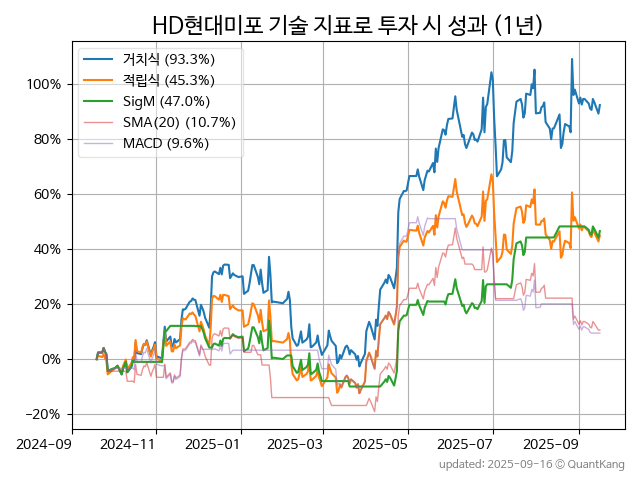 HD현대미포 기술 지표로 투자 시 성과 (1년)
거치식 (93.3%)
적립식 (45.3%)
SigM (47.0%)
SMA(20) (10.7%)
MACD (9.6%)
100%
80%
60%
40%
20%
0%
−20%
2024-09
2024-11
2025-01
2025-03
2025-05
2025-07
2025-09
updated: 2025-09-16 © QuantKang